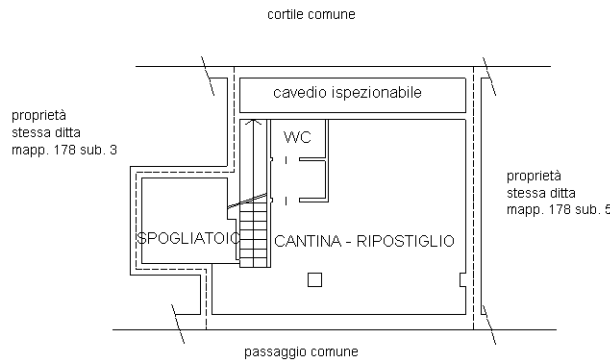 cortile comune
cavedio ispezionabile
proprietà
stessa ditta
mapp. 178 sub. 3
WC
proprietà
stessa ditta
mapp. 178 sub. 5
SPOGLIATOIO
CANTINA - RIPOSTIGLIO
passaggio comune